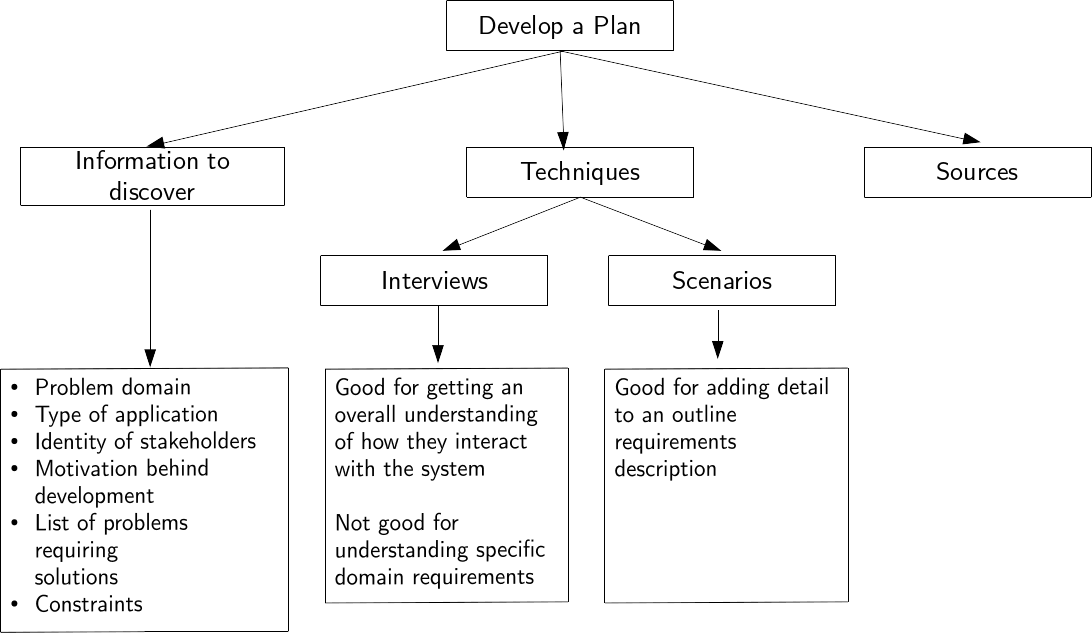 Develop a Plan
Information to
discover
Techniques
Sources
Interviews
Scenarios
• Problem domain
• Type of application
• Identity of stakeholders
• Motivation behind
development
• List of problems
requiring
solutions
• Constraints
Good for getting an
overall understanding
of how they interact
with the system
Not good for
understanding specific
domain requirements
Good for adding detail
to an outline
requirements
description